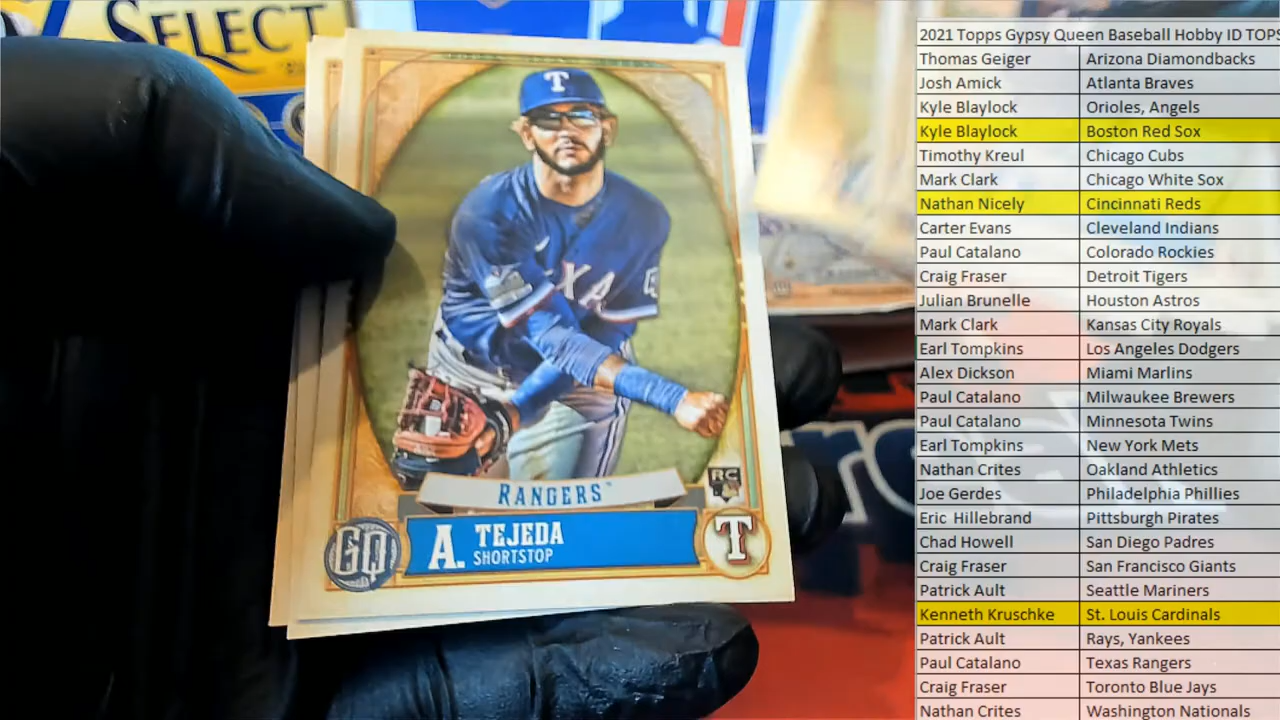 SELECT
T
TEXA
RC
RANGERS
GQ
A. TEJEDA
SHORTSTOP
T
2021 Topps Gypsy Queen Baseball Hobby ID TOPS
Thomas Geiger Arizona Diamondbacks
Josh Amick Atlanta Braves
Kyle Blaylock Orioles, Angels
Kyle Blaylock Boston Red Sox
Timothy Kreul Chicago Cubs
Mark Clark Chicago White Sox
Nathan Nicely Cincinnati Reds
Carter Evans Cleveland Indians
Paul Catalano Colorado Rockies
Craig Fraser Detroit Tigers
Julian Brunelle Houston Astros
Mark Clark Kansas City Royals
Earl Tompkins Los Angeles Dodgers
Alex Dickson Miami Marlins
Paul Catalano Milwaukee Brewers
Paul Catalano Minnesota Twins
Earl Tompkins New York Mets
Nathan Crites Oakland Athletics
Joe Gerdes Philadelphia Phillies
Eric Hillebrand Pittsburgh Pirates
Chad Howell San Diego Padres
Craig Fraser San Francisco Giants
Patrick Ault Seattle Mariners
Kenneth Kruschke St. Louis Cardinals
Patrick Ault Rays, Yankees
Paul Catalano Texas Rangers
Craig Fraser Toronto Blue Jays
Nathan Crites Washington Nationals